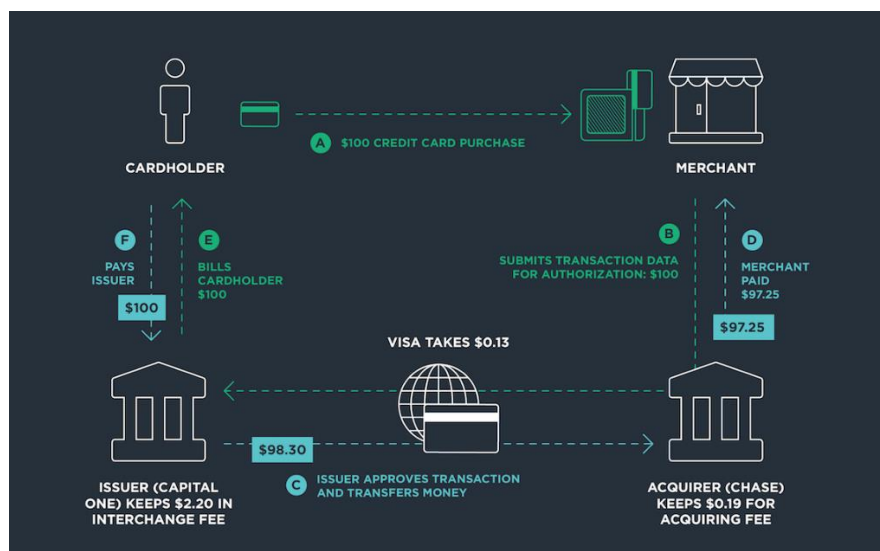 CARDHOLDER
A $100 CREDIT CARD PURCHASE
MERCHANT
F
PAYS
ISSUER
$100
E
BILLS
CARDHOLDER
$100
B
SUBMITS TRANSACTION DATA
FOR AUTHORIZATION: $100
D
MERCHANT
PAID
$97.25
$97.25
VISA TAKES $0.13
$98.30
C ISSUER APPROVES TRANSACTION
AND TRANSFERS MONEY
ISSUER (CAPITAL
ONE) KEEPS $2.20 IN
INTERCHANGE FEE
ACQUIRER (CHASE)
KEEPS $0.19 FOR
ACQUIRING FEE